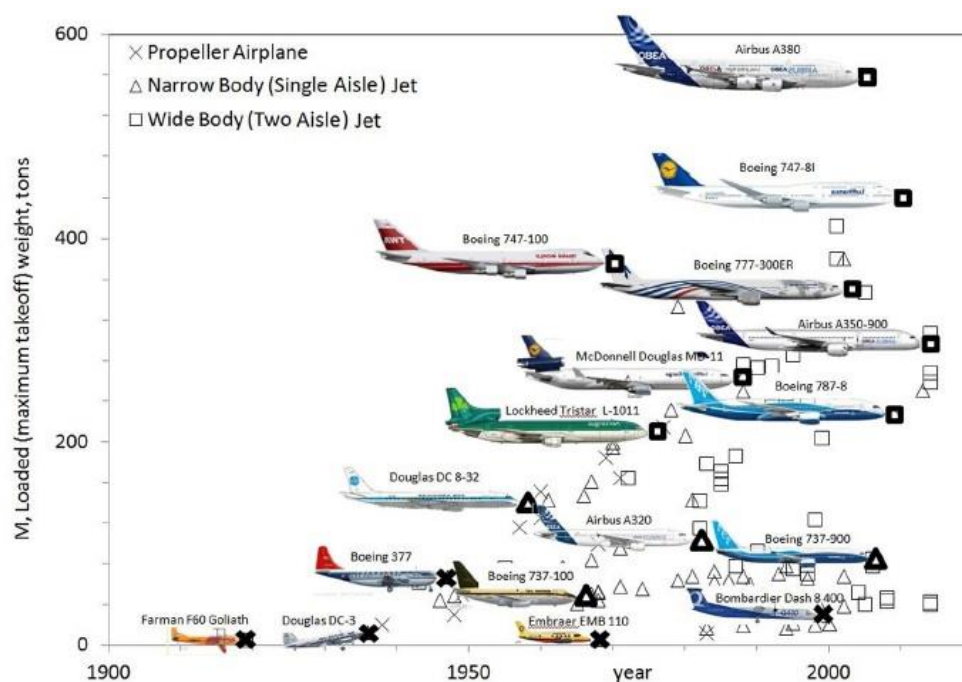 600
× Propeller Airplane
△ Narrow Body (Single Aisle) Jet
□ Wide Body (Two Aisle) Jet
Airbus A380
Boeing 747-8I
400
Boeing 747-100
Boeing 777-300ER
Airbus A350-900
McDonnell Douglas MD-11
Boeing 787-8
Lockheed Tristar L-1011
200
Douglas DC 8-32
Airbus A320
Boeing 737-900
Boeing 377
Boeing 737-100
Bombardier Dash 8 400
Farman F60 Goliath
Douglas DC-3
Embraer EMB 110
0
1900
1950
year
2000
M, Loaded (maximum takeoff) weight, tons